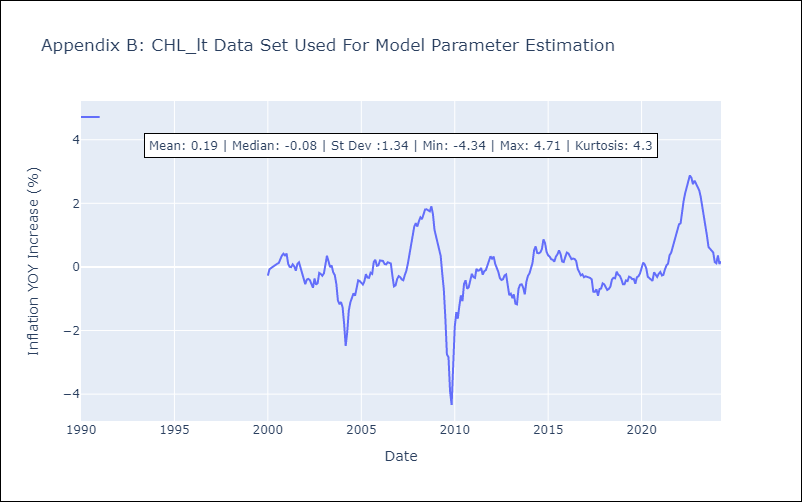 Appendix B: CHL_lt Data Set Used For Model Parameter Estimation
Mean: 0.19 | Median: -0.08 | St Dev :1.34 | Min: -4.34 | Max: 4.71 | Kurtosis: 4.3
Inflation YOY Increase (%)
4
2
0
−2
−4
1990 1995 2000 2005 2010 2015 2020
Date